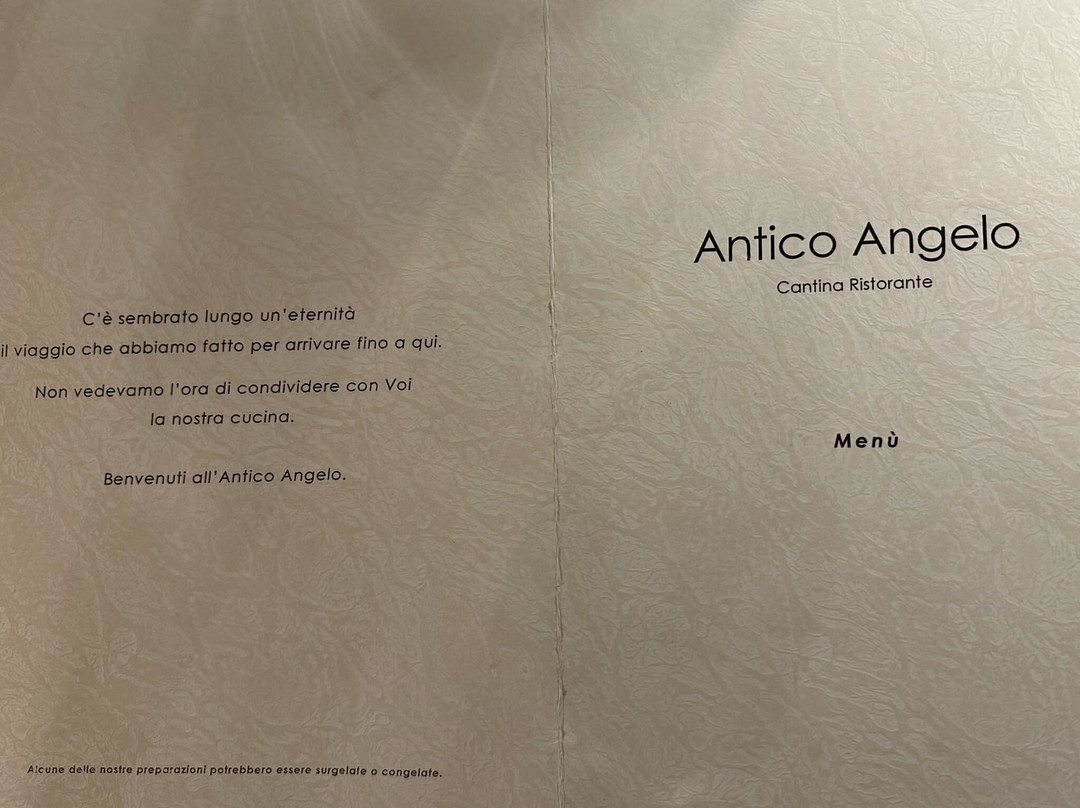 C'è sembrato lungo un'eternità
il viaggio che abbiamo fatto per arrivare fino a qui.
Non vedevamo l'ora di condividere con Voi
la nostra cucina.
Benvenuti all'Antico Angelo.
Alcune delle nostre preparazioni potrebbero essere surgelate o congelate.
Antico Angelo
Cantina Ristorante
Menù